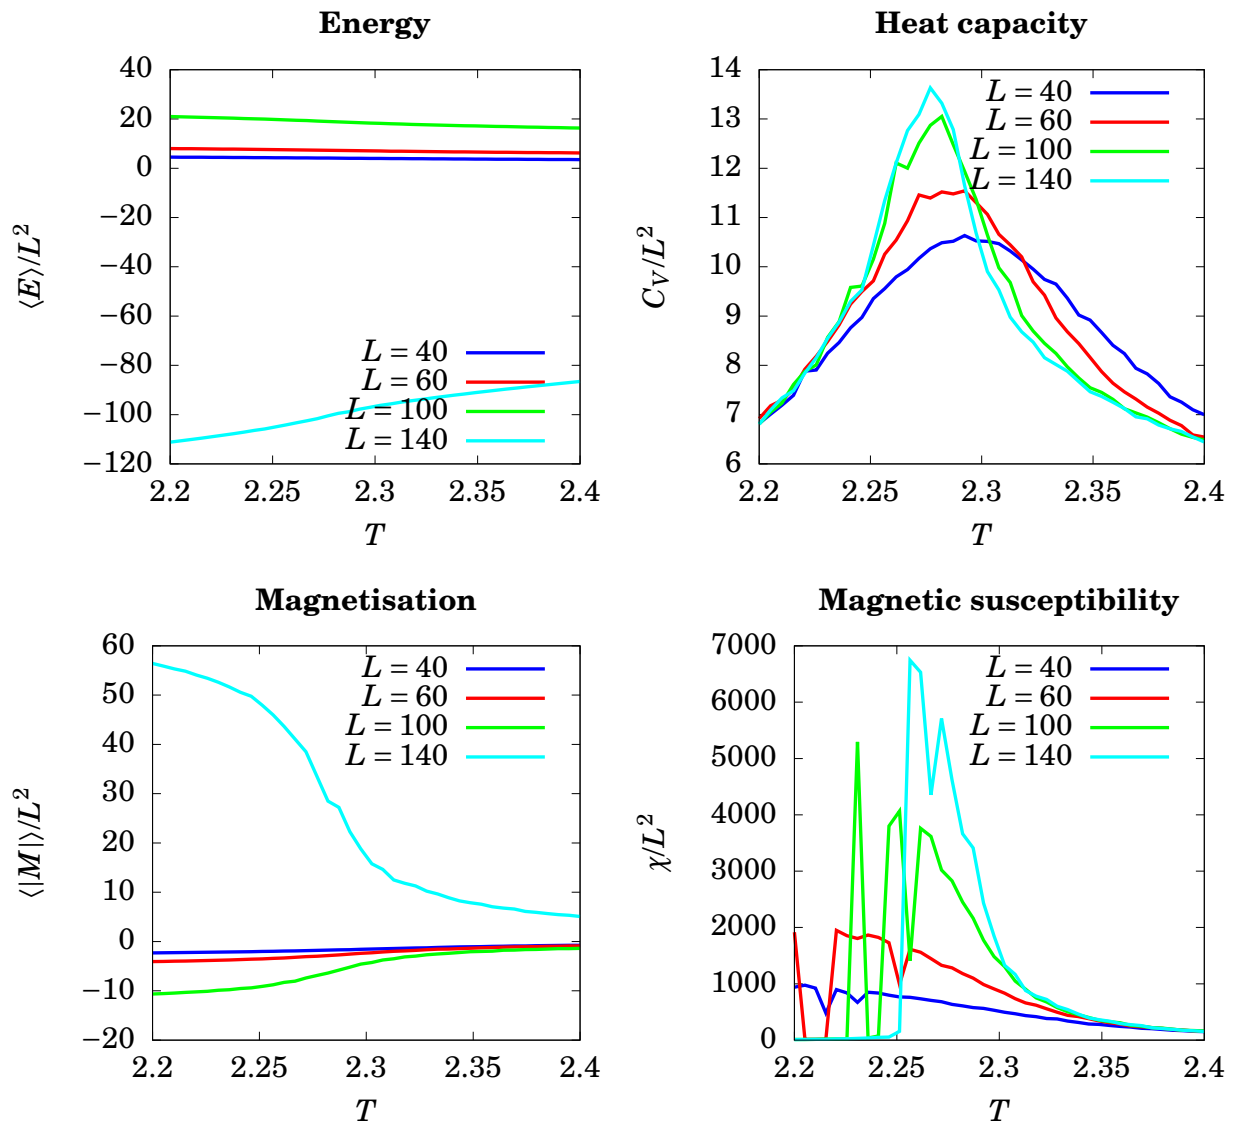 Energy
40
20
0
−20
−40
−60
−80
−100
−120
2.2 2.25 2.3 2.35 2.4
T
⟨E⟩/L²
L = 40
L = 60
L = 100
L = 140
Heat capacity
14
13
12
11
10
9
8
7
6
2.2 2.25 2.3 2.35 2.4
T
C_V/L²
L = 40
L = 60
L = 100
L = 140
Magnetisation
60
50
40
30
20
10
0
−10
−20
2.2 2.25 2.3 2.35 2.4
T
⟨|M|⟩/L²
L = 40
L = 60
L = 100
L = 140
Magnetic susceptibility
7000
6000
5000
4000
3000
2000
1000
0
2.2 2.25 2.3 2.35 2.4
T
χ/L²
L = 40
L = 60
L = 100
L = 140